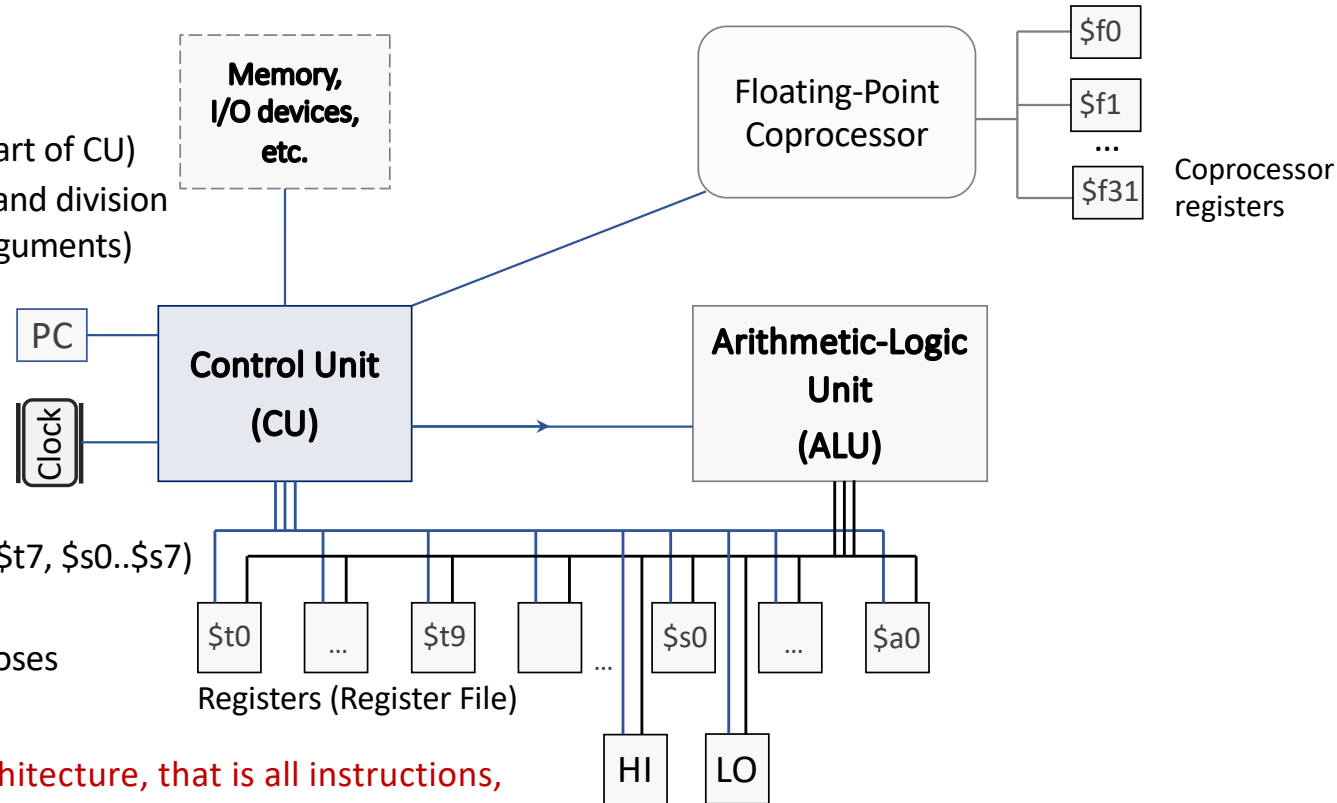 Memory,
I/O devices,
etc.
Floating-Point
Coprocessor
$f0
$f1
...
$f31
Coprocessor
registers
art of CU)
and division
guments)
PC
Clock
Control Unit
(CU)
Arithmetic-Logic
Unit
(ALU)
$t7, $s0..$s7)
$t0
...
$t9
...
$s0
...
$a0
oses
Registers (Register File)
HI
LO
hitecture, that is all instructions,